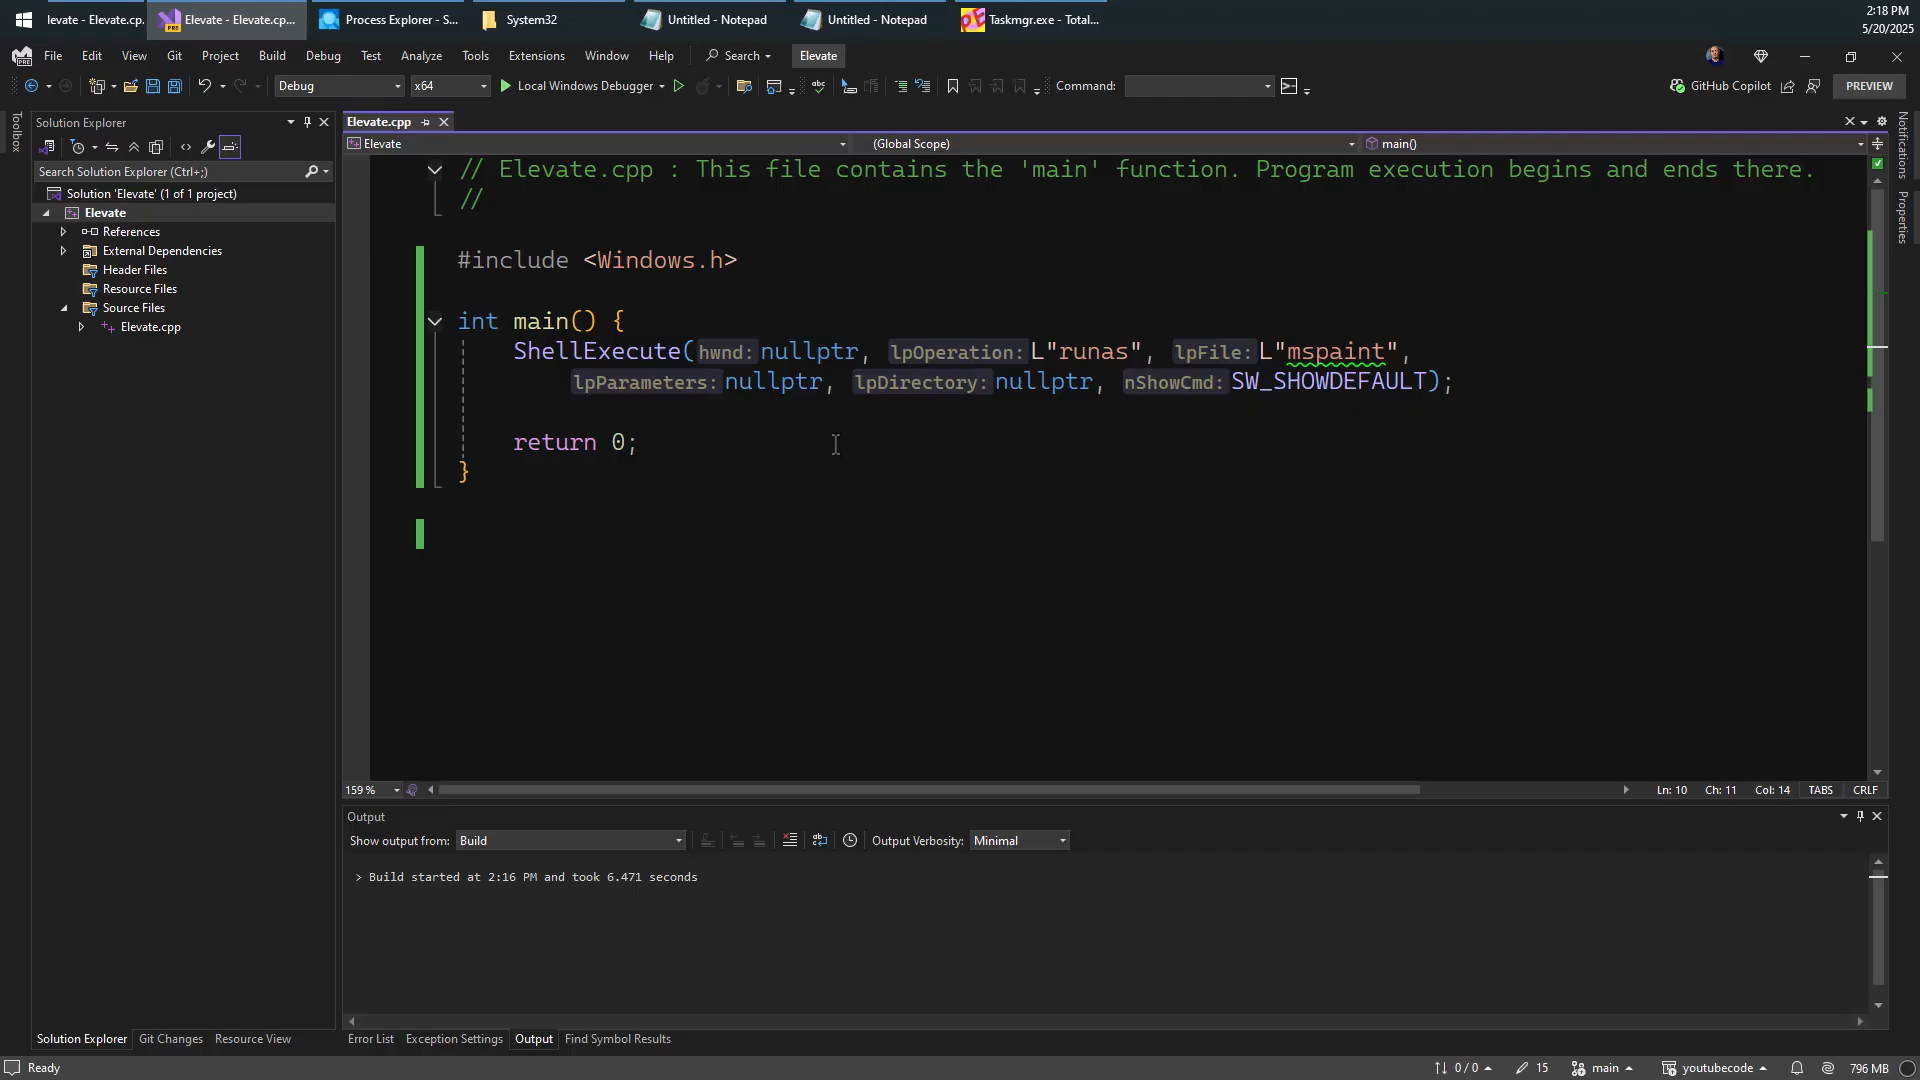 levate - Elevate.cp.
Elevate - Elevate.cp...
Process Explorer - S...
System32
Untitled - Notepad
Untitled - Notepad
Taskmgr.exe - Total...
2:18 PM
5/20/2025
File Edit View Git Project Build Debug Test Analyze Tools Extensions Window Help Search Elevate
Debug x64 Local Windows Debugger Command: GitHub Copilot PREVIEW
Toolbox
Solution Explorer
Search Solution Explorer (Ctrl+;)
Solution 'Elevate' (1 of 1 project)
Elevate
References
External Dependencies
Header Files
Resource Files
Source Files
Elevate.cpp
Elevate.cpp
Elevate (Global Scope) main()
// Elevate.cpp : This file contains the 'main' function. Program execution begins and ends there.
//
#include <Windows.h>
int main() {
ShellExecute(hwnd:nullptr, lpOperation:L"runas", lpFile:L"mspaint",
lpParameters:nullptr, lpDirectory:nullptr, nShowCmd:SW_SHOWDEFAULT);
return 0;
}
159 % Ln: 10 Ch: 11 Col: 14 TABS CRLF
Notifications
Properties
Output
Show output from: Build Output Verbosity: Minimal
> Build started at 2:16 PM and took 6.471 seconds
Solution Explorer Git Changes Resource View
Error List Exception Settings Output Find Symbol Results
Ready 0 / 0 15 main youtubecode 796 MB